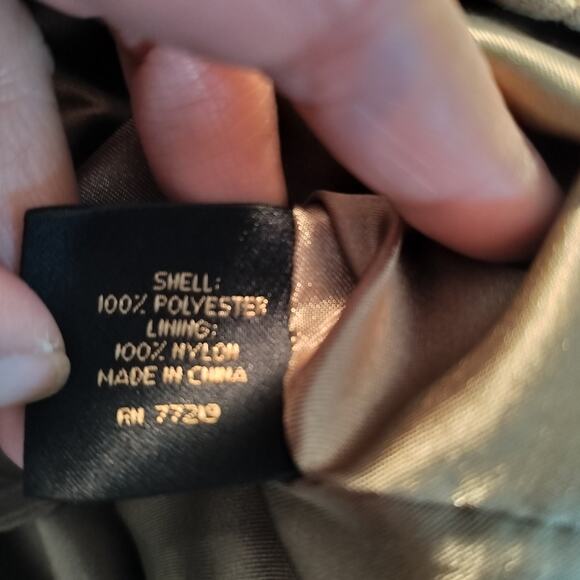 SHELL:
100% POLYESTER
LINING:
100% NYLON
MADE IN CHINA
RN 77219